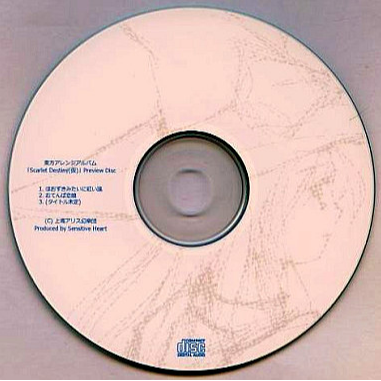 東方アレンジアルバム
「Scarlet Destiny(仮)」 Preview Disc
1. ほおずきみたいに紅い魂
2. おてんば恋娘
3. (タイトル未定)
(C) 上海アリス幻樂団
Produced by Sensitive Heart
COMPACT
disc
DIGITAL AUDIO